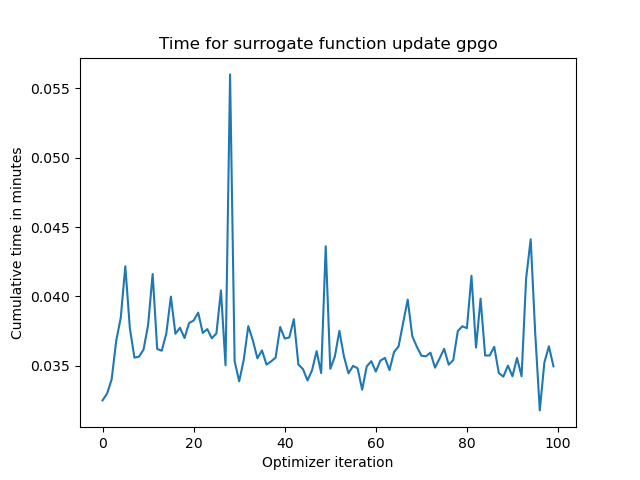 Time for surrogate function update gpgo
Cumulative time in minutes
0.055
0.050
0.045
0.040
0.035
0 20 40 60 80 100
Optimizer iteration